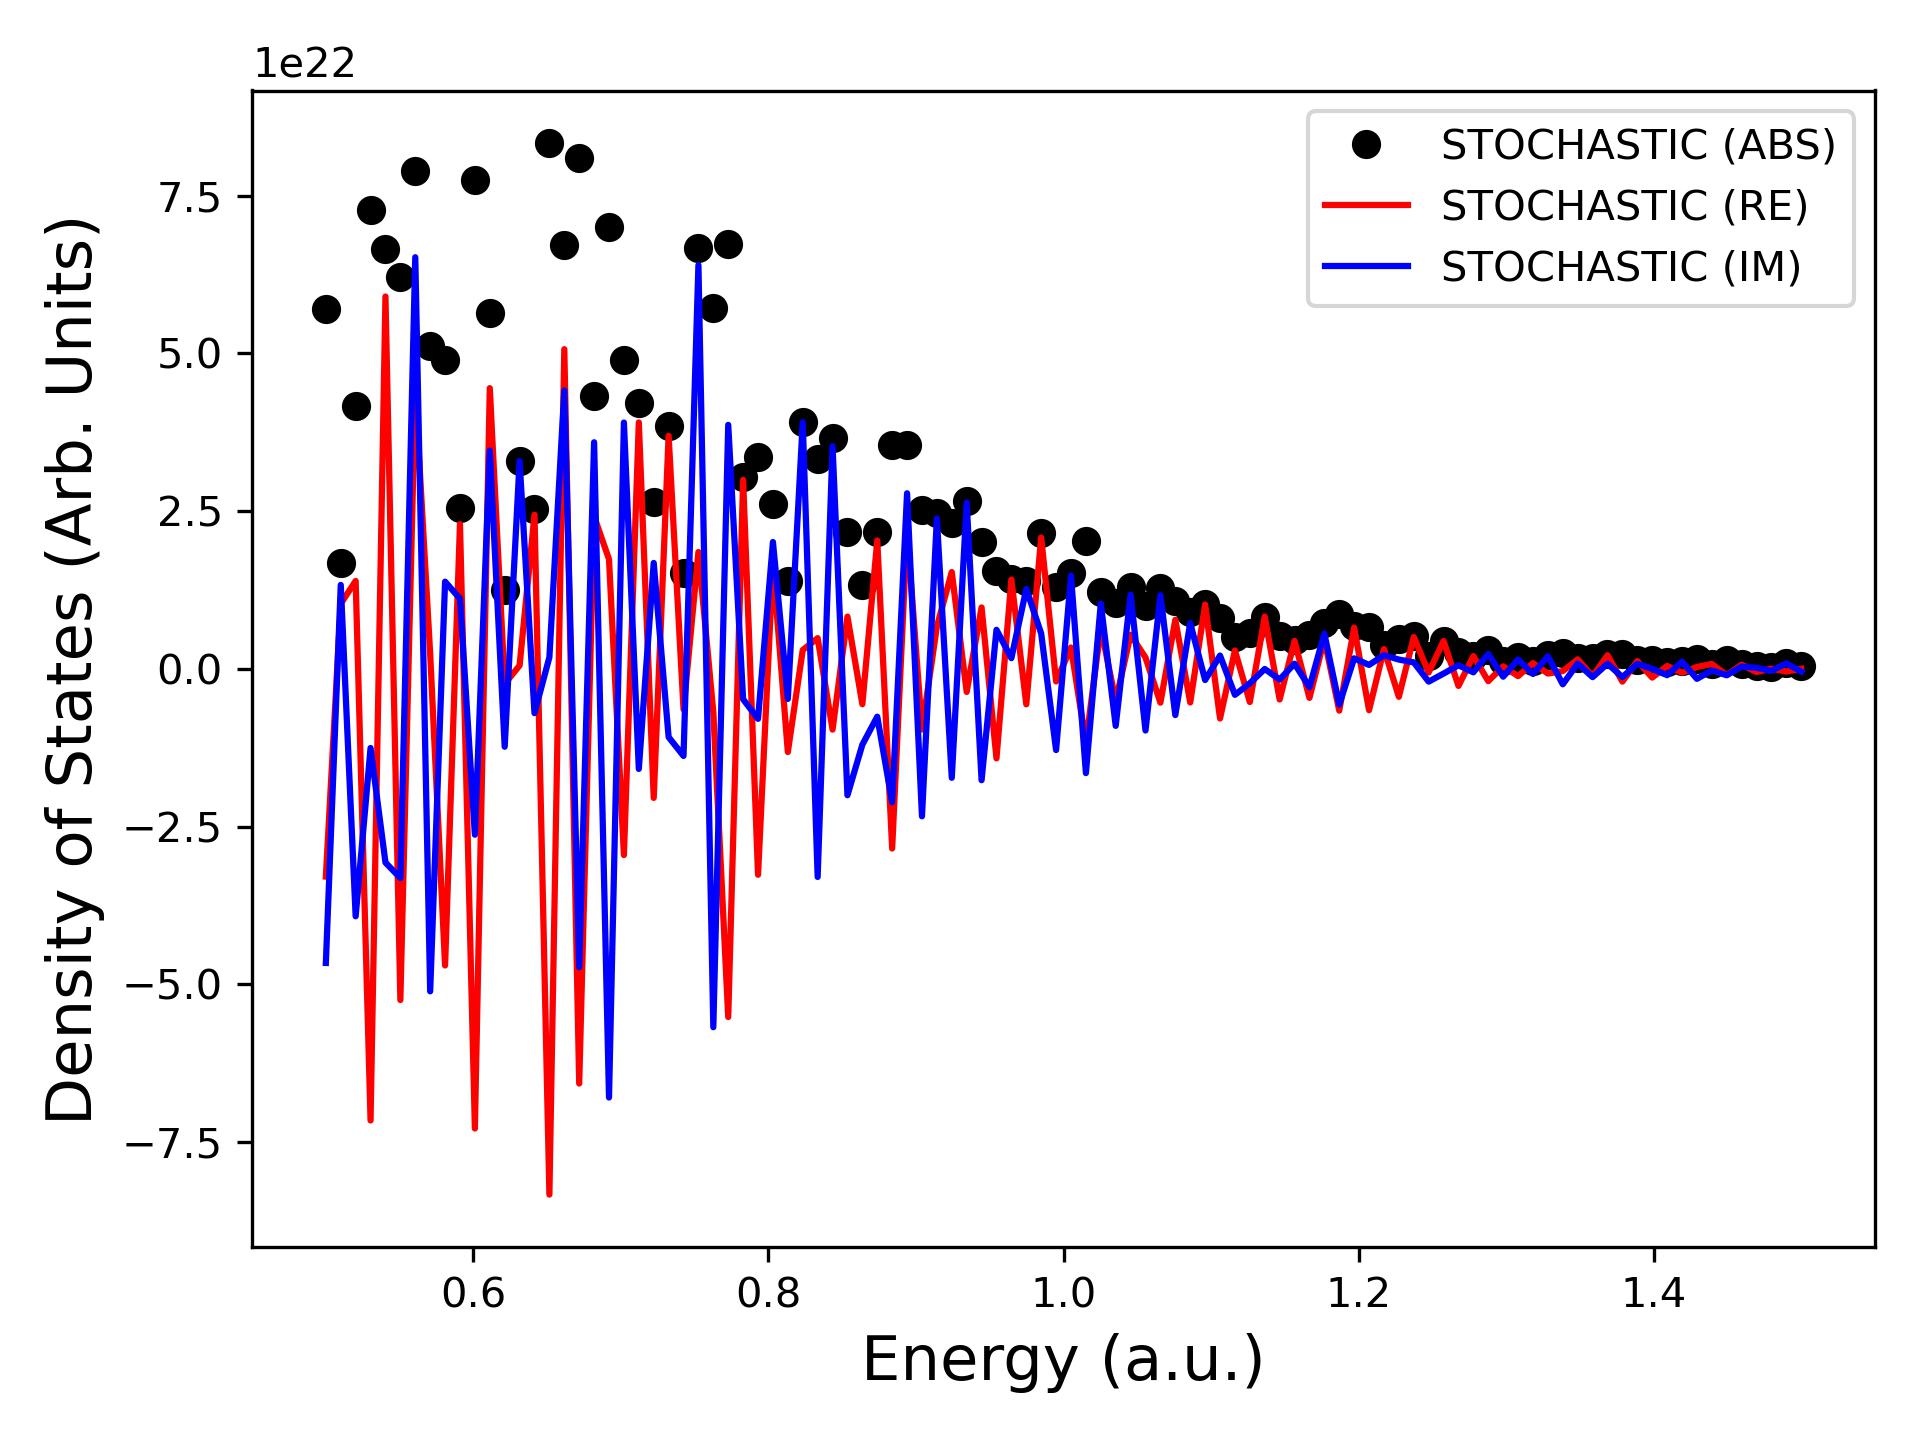 1e22
STOCHASTIC (ABS)
STOCHASTIC (RE)
STOCHASTIC (IM)
7.5
5.0
2.5
0.0
−2.5
−5.0
−7.5
Density of States (Arb. Units)
0.6 0.8 1.0 1.2 1.4
Energy (a.u.)